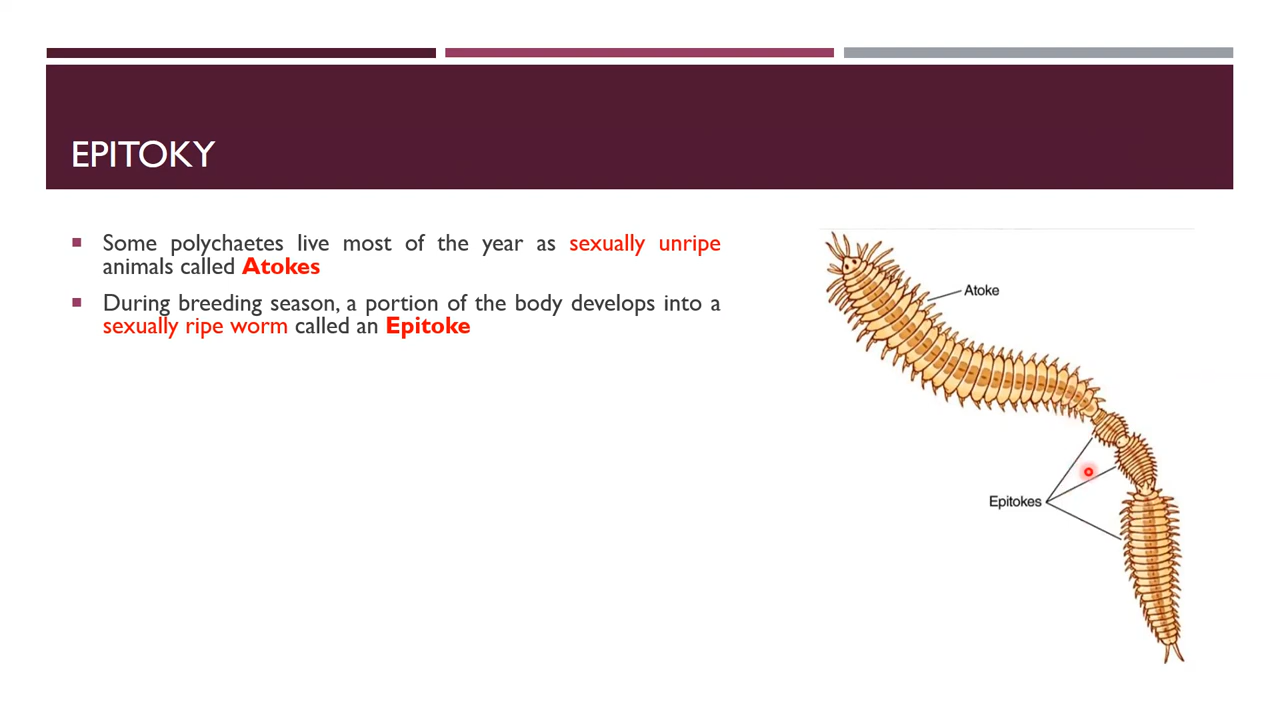 EPITOKY
Some polychaetes live most of the year as sexually unripe
animals called Atokes
During breeding season, a portion of the body develops into a
sexually ripe worm called an Epitoke
Atoke
Epitokes